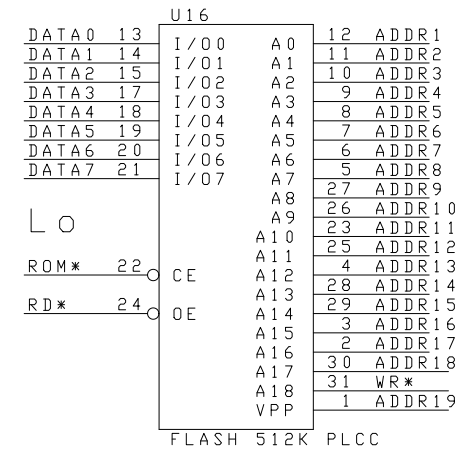 U16
DATA0 13 I/O0 A0 12 ADDR1
DATA1 14 I/O1 A1 11 ADDR2
DATA2 15 I/O2 A2 10 ADDR3
DATA3 17 I/O3 A3 9 ADDR4
DATA4 18 I/O4 A4 8 ADDR5
DATA5 19 I/O5 A5 7 ADDR6
DATA6 20 I/O6 A6 6 ADDR7
DATA7 21 I/O7 A7 5 ADDR8
A8 27 ADDR9
A9 26 ADDR10
Lo A10 23 ADDR11
A11 25 ADDR12
ROM* 22 CE A12 4 ADDR13
A13 28 ADDR14
RD* 24 OE A14 29 ADDR15
A15 3 ADDR16
A16 2 ADDR17
A17 30 ADDR18
A18 31 WR*
VPP 1 ADDR19
FLASH 512K PLCC